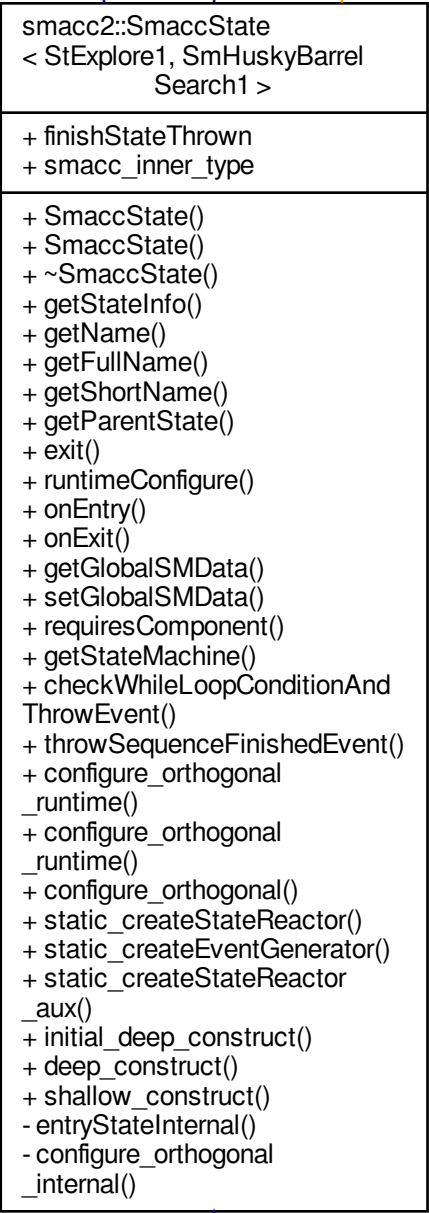 smacc2::SmaccState
< StExplore1, SmHuskyBarrel
Search1 >
+ finishStateThrown
+ smacc_inner_type
+ SmaccState()
+ SmaccState()
+ ~SmaccState()
+ getStateInfo()
+ getName()
+ getFullName()
+ getShortName()
+ getParentState()
+ exit()
+ runtimeConfigure()
+ onEntry()
+ onExit()
+ getGlobalSMData()
+ setGlobalSMData()
+ requiresComponent()
+ getStateMachine()
+ checkWhileLoopConditionAnd
ThrowEvent()
+ throwSequenceFinishedEvent()
+ configure_orthogonal
_runtime()
+ configure_orthogonal
_runtime()
+ configure_orthogonal()
+ static_createStateReactor()
+ static_createEventGenerator()
+ static_createStateReactor
_aux()
+ initial_deep_construct()
+ deep_construct()
+ shallow_construct()
- entryStateInternal()
- configure_orthogonal
_internal()